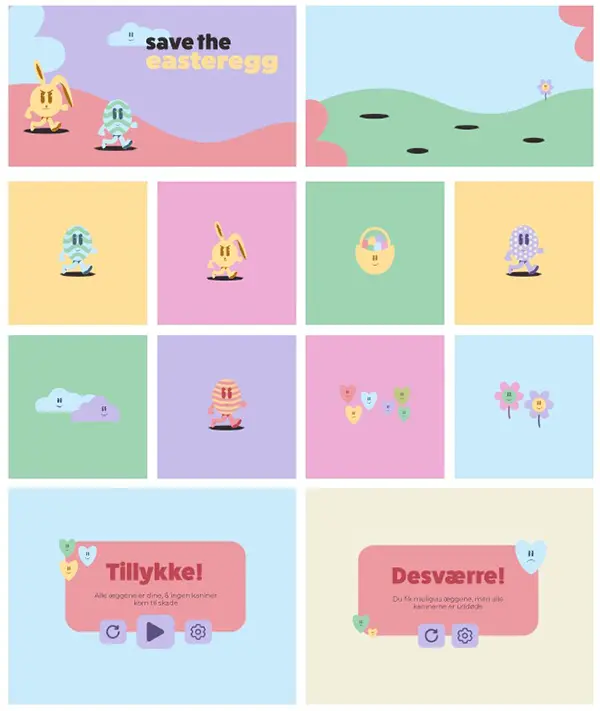 save the
easteregg
Tillykke!
Alle æggene er dine, & ingen kaniner
kom til skade
Desværre!
Du fik muligvis æggene, men alle
kaninerne er uddøde